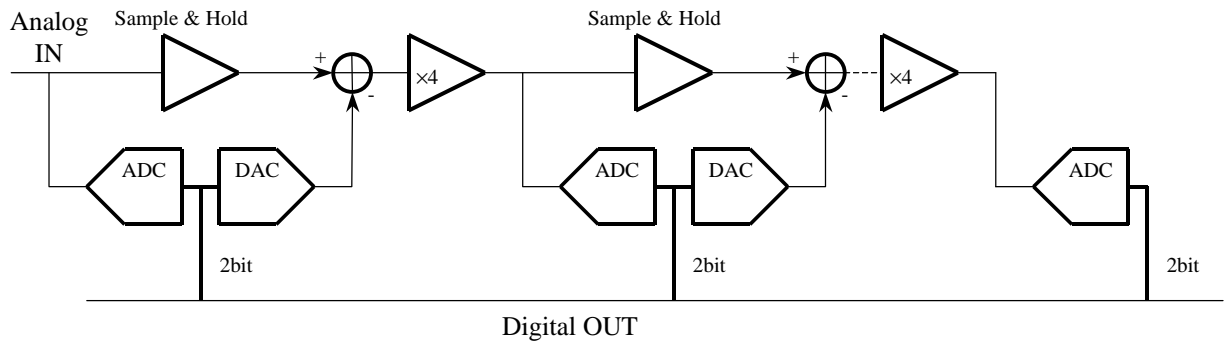 Sample & Hold
Sample & Hold
Analog
IN
+
-
×4
+
-
×4
ADC
DAC
ADC
DAC
ADC
2bit
2bit
2bit
Digital OUT